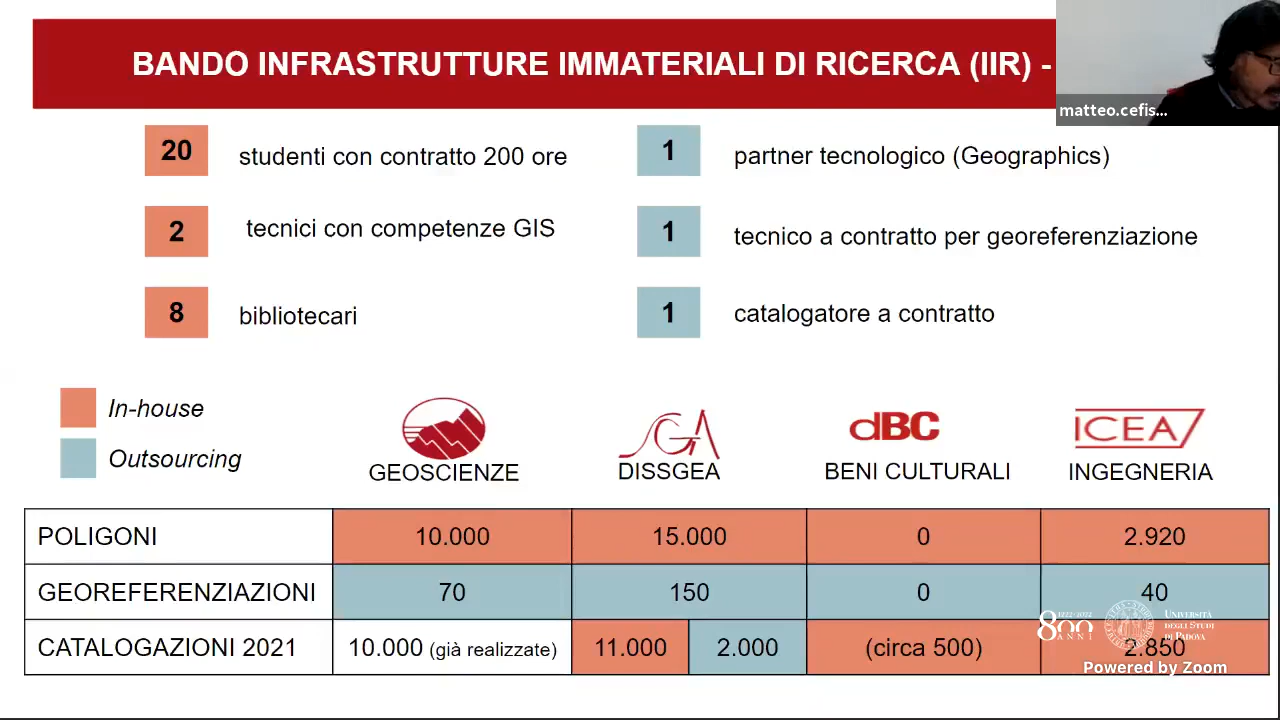 BANDO INFRASTRUTTURE IMMATERIALI DI RICERCA (IIR) -
matteo.cefis...
20 studenti con contratto 200 ore
1 partner tecnologico (Geographics)
2 tecnici con competenze GIS
1 tecnico a contratto per georeferenziazione
8 bibliotecari
1 catalogatore a contratto
In-house
Outsourcing
GEOSCIENZE
SGA
DISSGEA
dBC
BENI CULTURALI
ICEA
INGEGNERIA
POLIGONI 10.000 15.000 0 2.920
GEOREFERENZIAZIONI 70 150 0 40
CATALOGAZIONI 2021 10.000 (già realizzate) 11.000 2.000 (circa 500) 2.850
1222-2022
800
ANNI
UNIVERSITÀ
DEGLI STUDI
DI PADOVA
Powered by Zoom